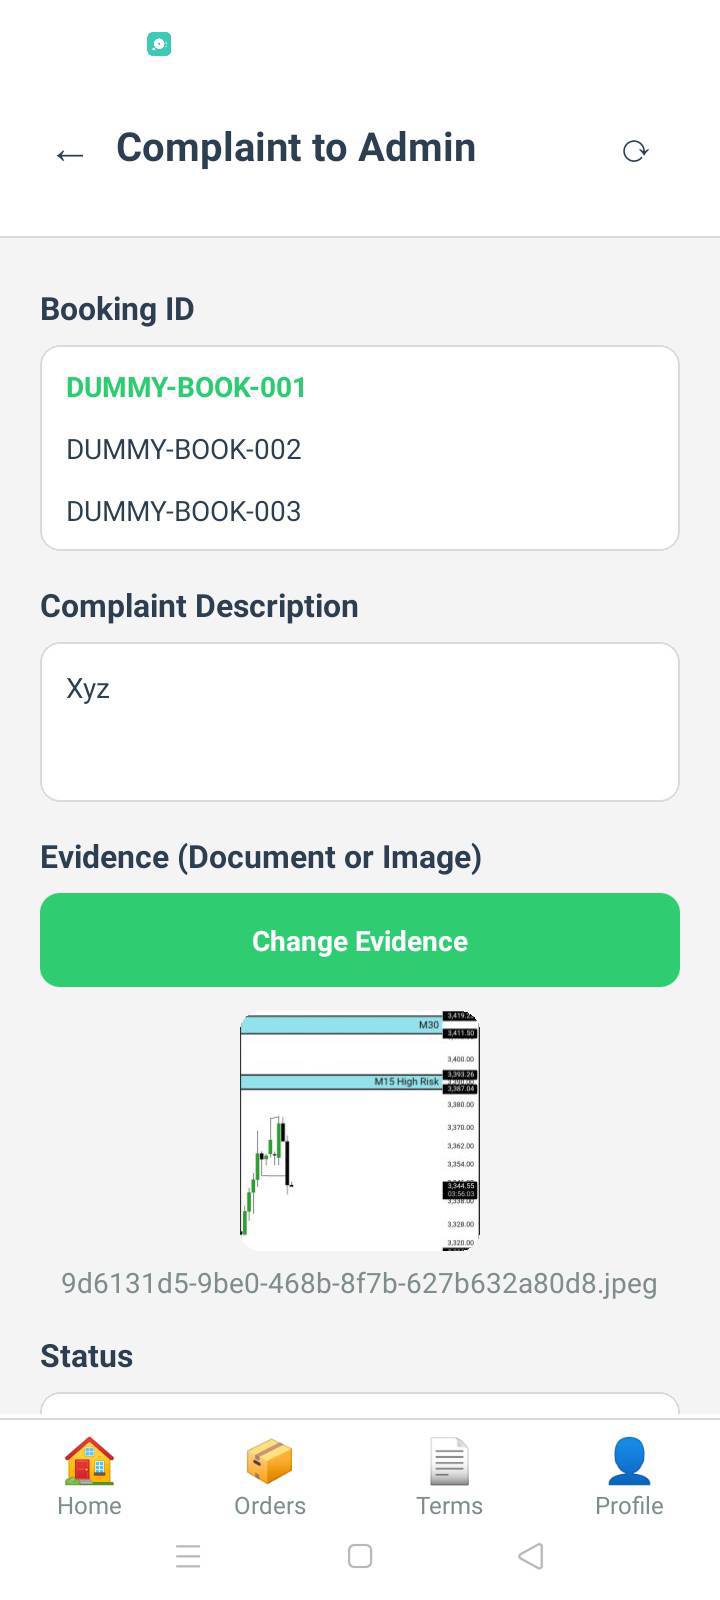 Complaint to Admin
Booking ID
DUMMY-BOOK-001
DUMMY-BOOK-002
DUMMY-BOOK-003
Complaint Description
Xyz
Evidence (Document or Image)
Change Evidence
M30
3,411.50
3,400.00
M15 High Risk
3,393.26
3,387.04
3,380.00
3,370.00
3,362.00
3,354.00
3,344.55
03:56:03
3,328.00
3,320.00
9d6131d5-9be0-468b-8f7b-627b632a80d8.jpeg
Status
Home
Orders
Terms
Profile